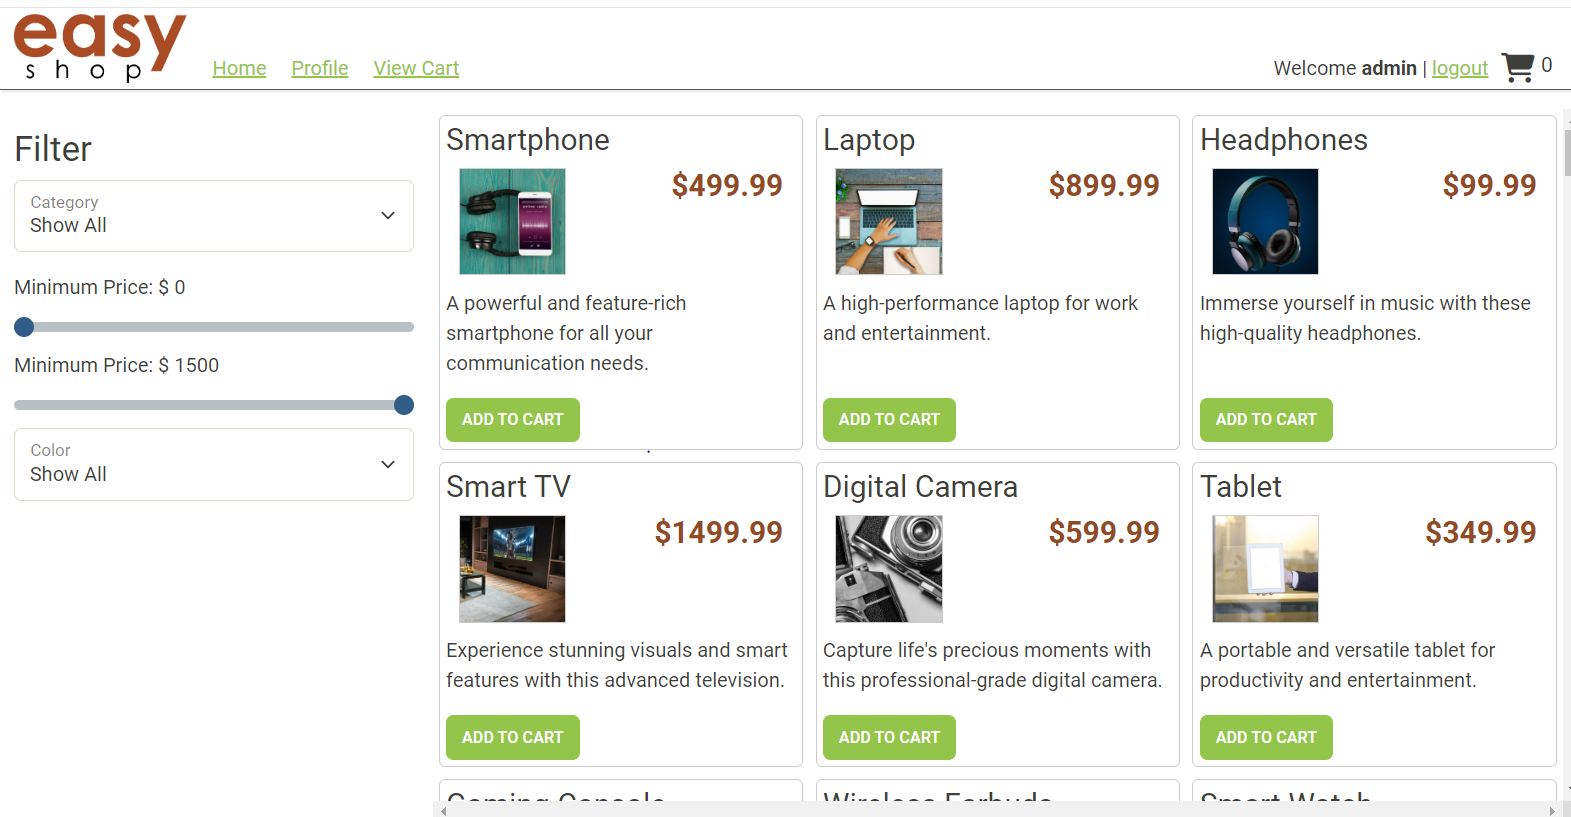 easy
shop
Home Profile View Cart
Welcome admin | logout 0
Filter
Category
Show All
Minimum Price: $ 0
Minimum Price: $ 1500
Color
Show All
Smartphone
$499.99
A powerful and feature-rich
smartphone for all your
communication needs.
ADD TO CART
Laptop
$899.99
A high-performance laptop for work
and entertainment.
ADD TO CART
Headphones
$99.99
Immerse yourself in music with these
high-quality headphones.
ADD TO CART
Smart TV
$1499.99
Experience stunning visuals and smart
features with this advanced television.
ADD TO CART
Digital Camera
$599.99
Capture life's precious moments with
this professional-grade digital camera.
ADD TO CART
Tablet
$349.99
A portable and versatile tablet for
productivity and entertainment.
ADD TO CART
Gaming Console
Wireless Earbuds
Smart Watch